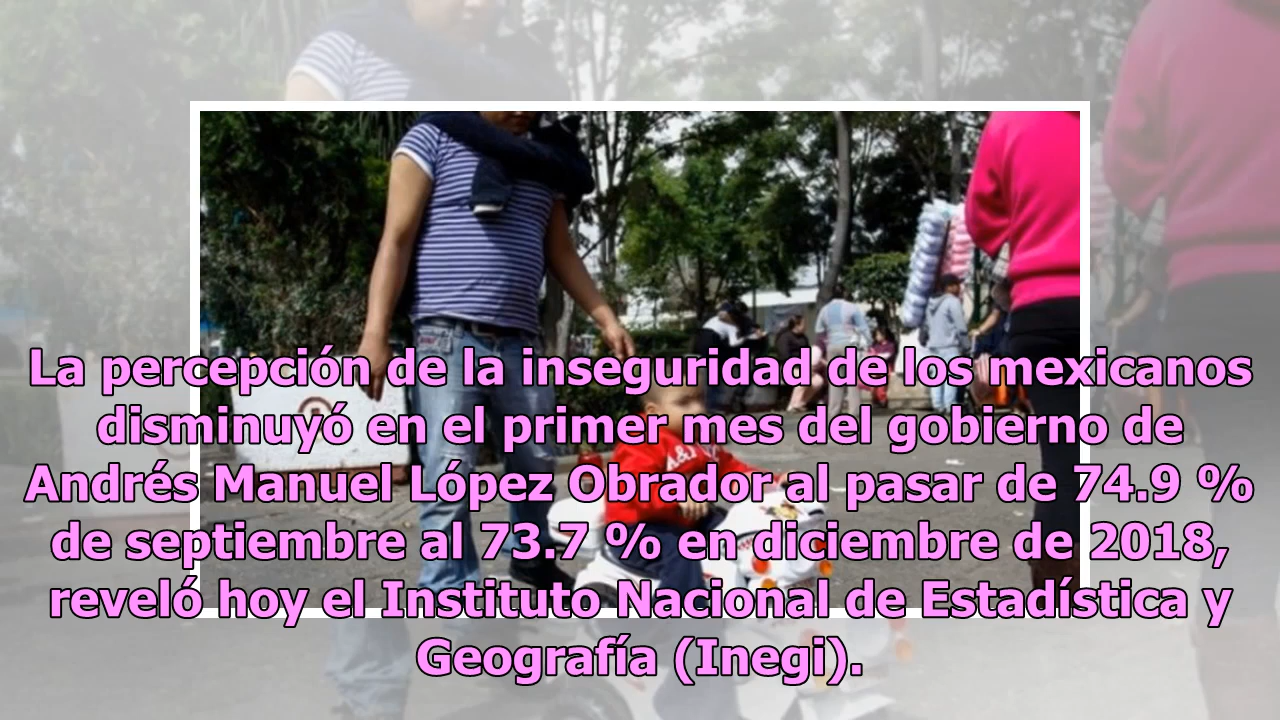 La percepción de la inseguridad de los mexicanos
disminuyó en el primer mes del gobierno de
Andrés Manuel López Obrador al pasar de 74.9 %
de septiembre al 73.7 % en diciembre de 2018,
reveló hoy el Instituto Nacional de Estadística y
Geografía (Inegi).